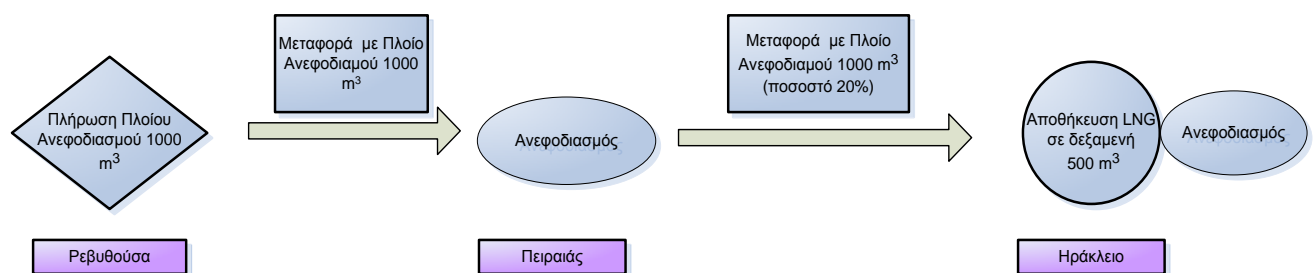 Πλήρωση Πλοίου
Ανεφοδιασμού 1000
m³
Μεταφορά με Πλοίο
Ανεφοδιαμού 1000
m³
Ανεφοδιασμός
Μεταφορά με Πλοίο
Ανεφοδιαμού 1000 m³
(ποσοστό 20%)
Αποθήκευση LNG
σε δεξαμενή
500 m³
Ανεφοδιασμός
Ρεβυθούσα
Πειραιάς
Ηράκλειο